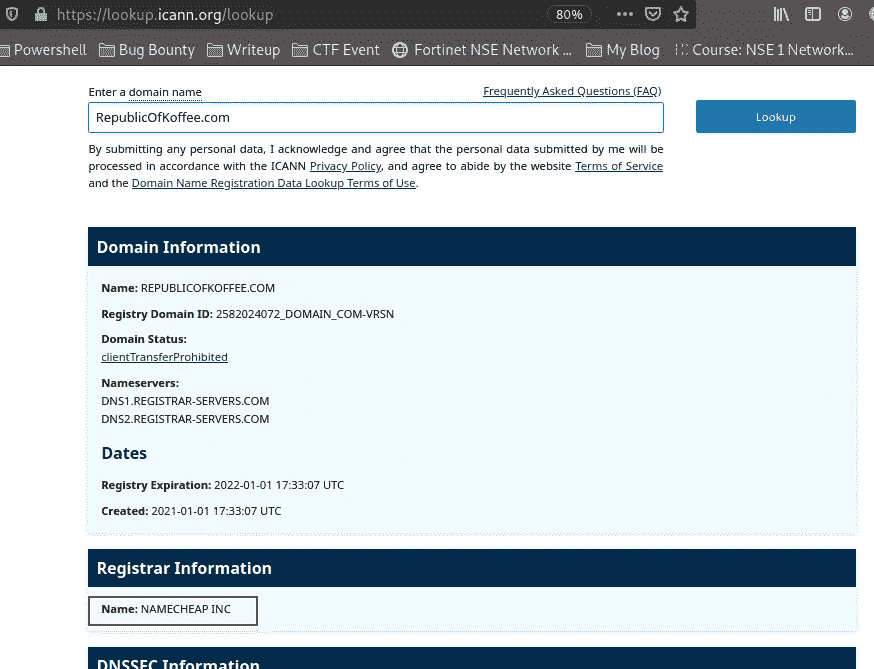 https://lookup.icann.org/lookup
80%
Powershell Bug Bounty Writeup CTF Event Fortinet NSE Network ... My Blog Course: NSE 1 Network...
Enter a domain name
Frequently Asked Questions (FAQ)
RepublicOfKoffee.com
Lookup
By submitting any personal data, I acknowledge and agree that the personal data submitted by me will be
processed in accordance with the ICANN Privacy Policy, and agree to abide by the website Terms of Service
and the Domain Name Registration Data Lookup Terms of Use.
Domain Information
Name: REPUBLICOFKOFFEE.COM
Registry Domain ID: 2582024072_DOMAIN_COM-VRSN
Domain Status:
clientTransferProhibited
Nameservers:
DNS1.REGISTRAR-SERVERS.COM
DNS2.REGISTRAR-SERVERS.COM
Dates
Registry Expiration: 2022-01-01 17:33:07 UTC
Created: 2021-01-01 17:33:07 UTC
Registrar Information
Name: NAMECHEAP INC
DNSSEC Information